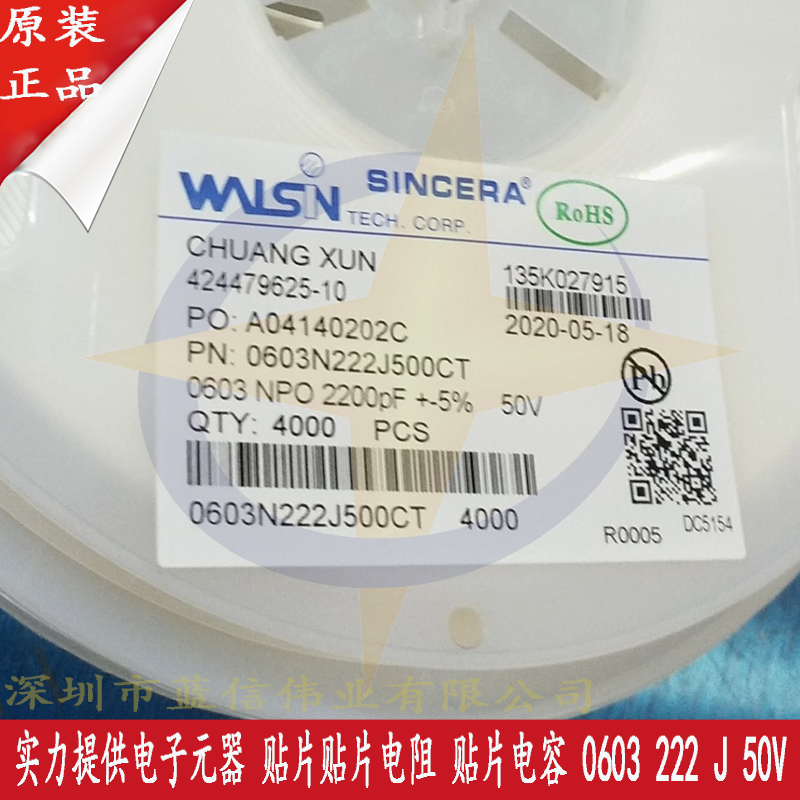 原装
正品
WALSIN
TECH. CORP.
SINCERA®
RoHS
CHUANG XUN
424479625-10
135K027915
PO: A04140202C
2020-05-18
PN: 0603N222J500CT
0603 NPO 2200pF +-5% 50V
Pb
QTY: 4000 PCS
0603N222J500CT 4000
R0005
DC5154
深圳市蓝信伟业有限公司
实力提供电子元器 贴片贴片电阻 贴片电容 0603 222 J 50V